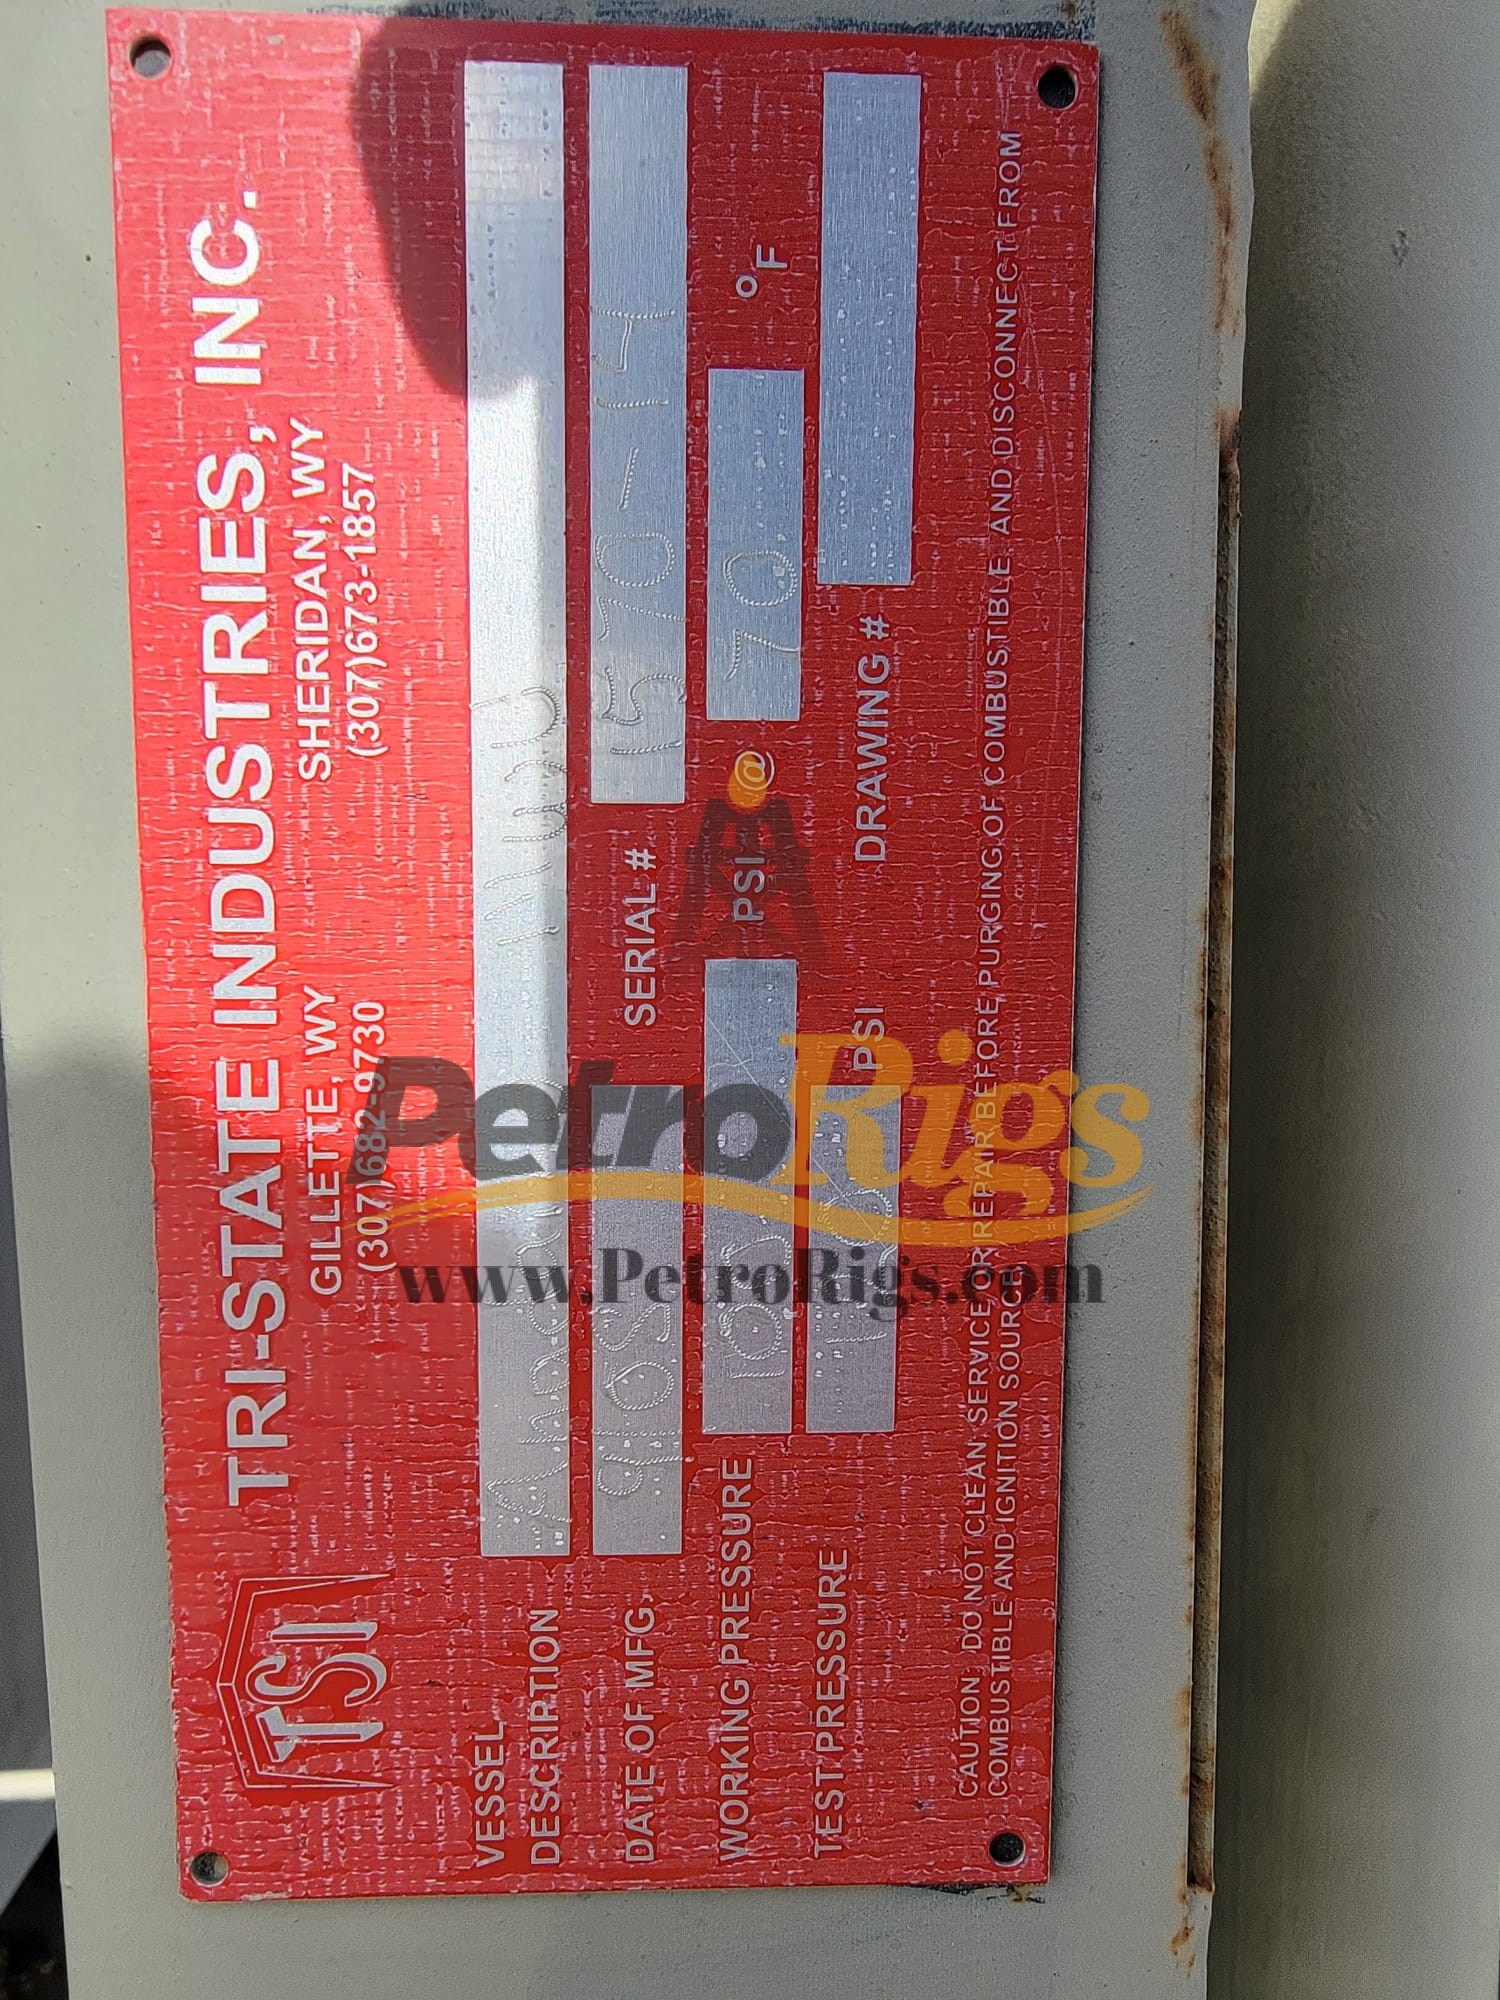 TSI
TRI-STATE INDUSTRIES, INC.
GILLETTE, WY SHERIDAN, WY
(307)682-9730 (307)673-1857
VESSEL
DESCRIRTION
DATE OF MFG. SERIAL # 1570-14
WORKING PRESSURE PSI @ 70 °F
TEST PRESSURE PSI DRAWING #
CAUTION: DO NOT CLEAN, SERVICE OR REPAIR BEFORE PURGING OF COMBUSTIBLE, AND DISCONNECT FROM
COMBUSTIBLE AND IGNITION SOURCE
PetroRigs
www.PetroRigs.com